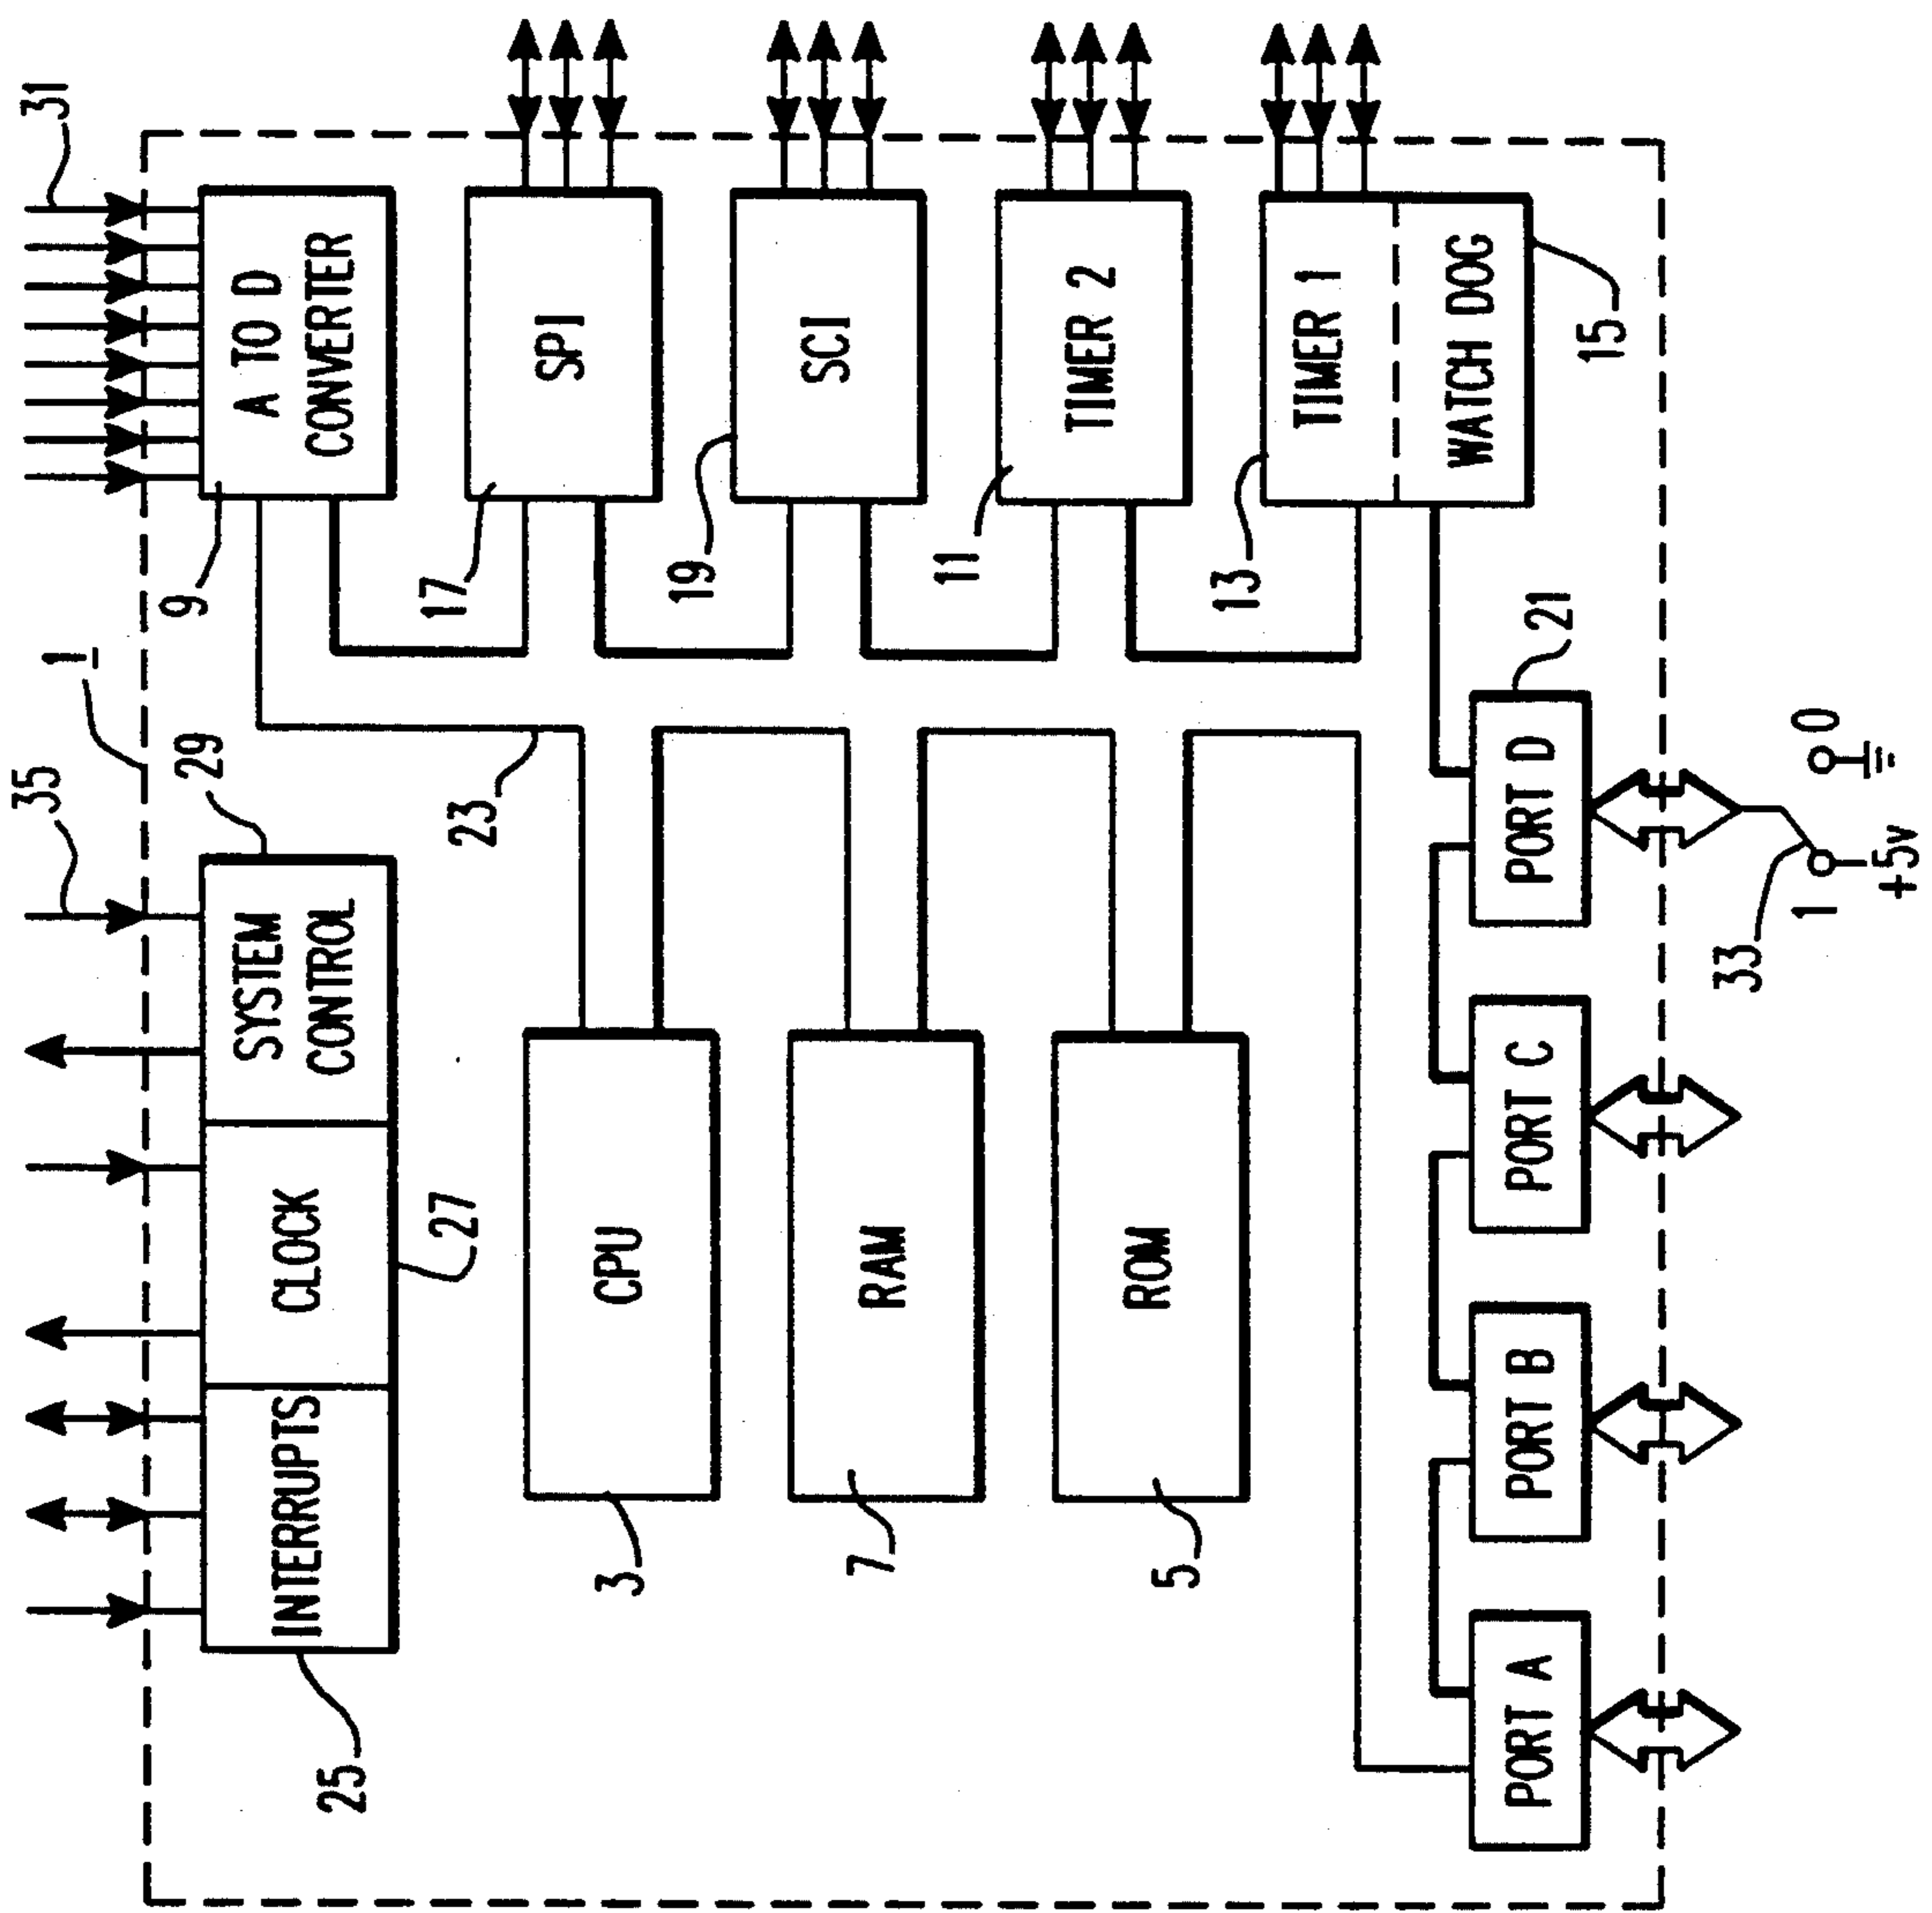 31
A TO D
CONVERTER
9
SPI
17
SCI
19
TIMER 2
11
TIMER 1
13
WATCH DOG
15
1
35
29
SYSTEM
CONTROL
CLOCK
27
INTERRUPTS
25
23
CPU
3
RAM
7
ROM
5
21
PORT D
PORT C
PORT B
PORT A
33
1
0
+5v